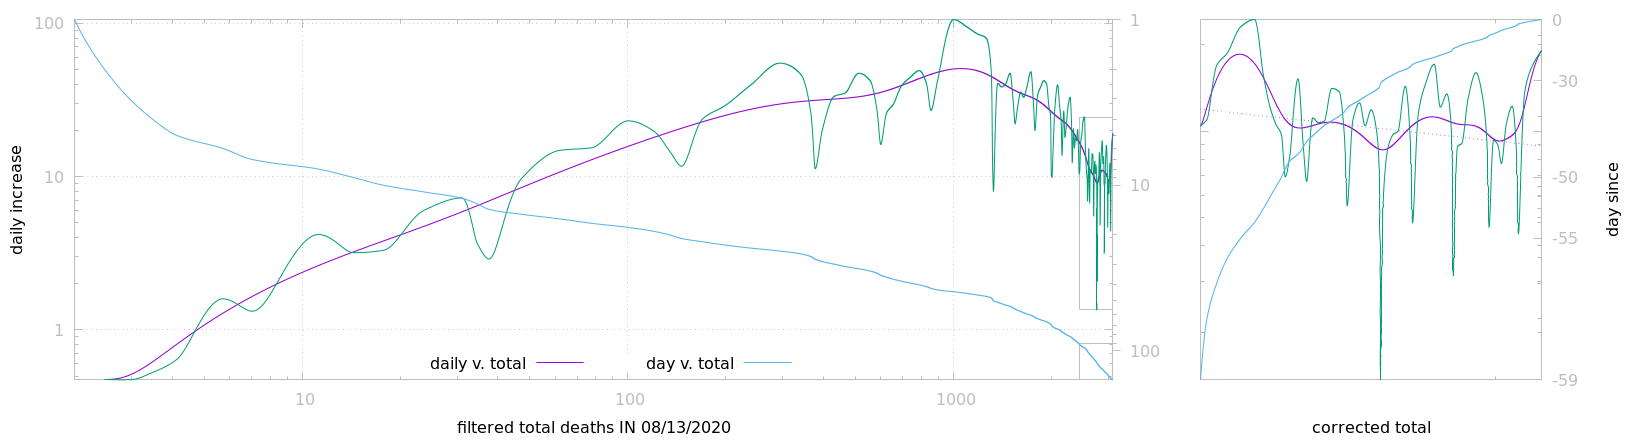 100
10
1
daily increase
10
100
1000
filtered total deaths IN 08/13/2020
daily v. total
day v. total
1
10
100
0
-30
-50
-55
-59
day since
corrected total